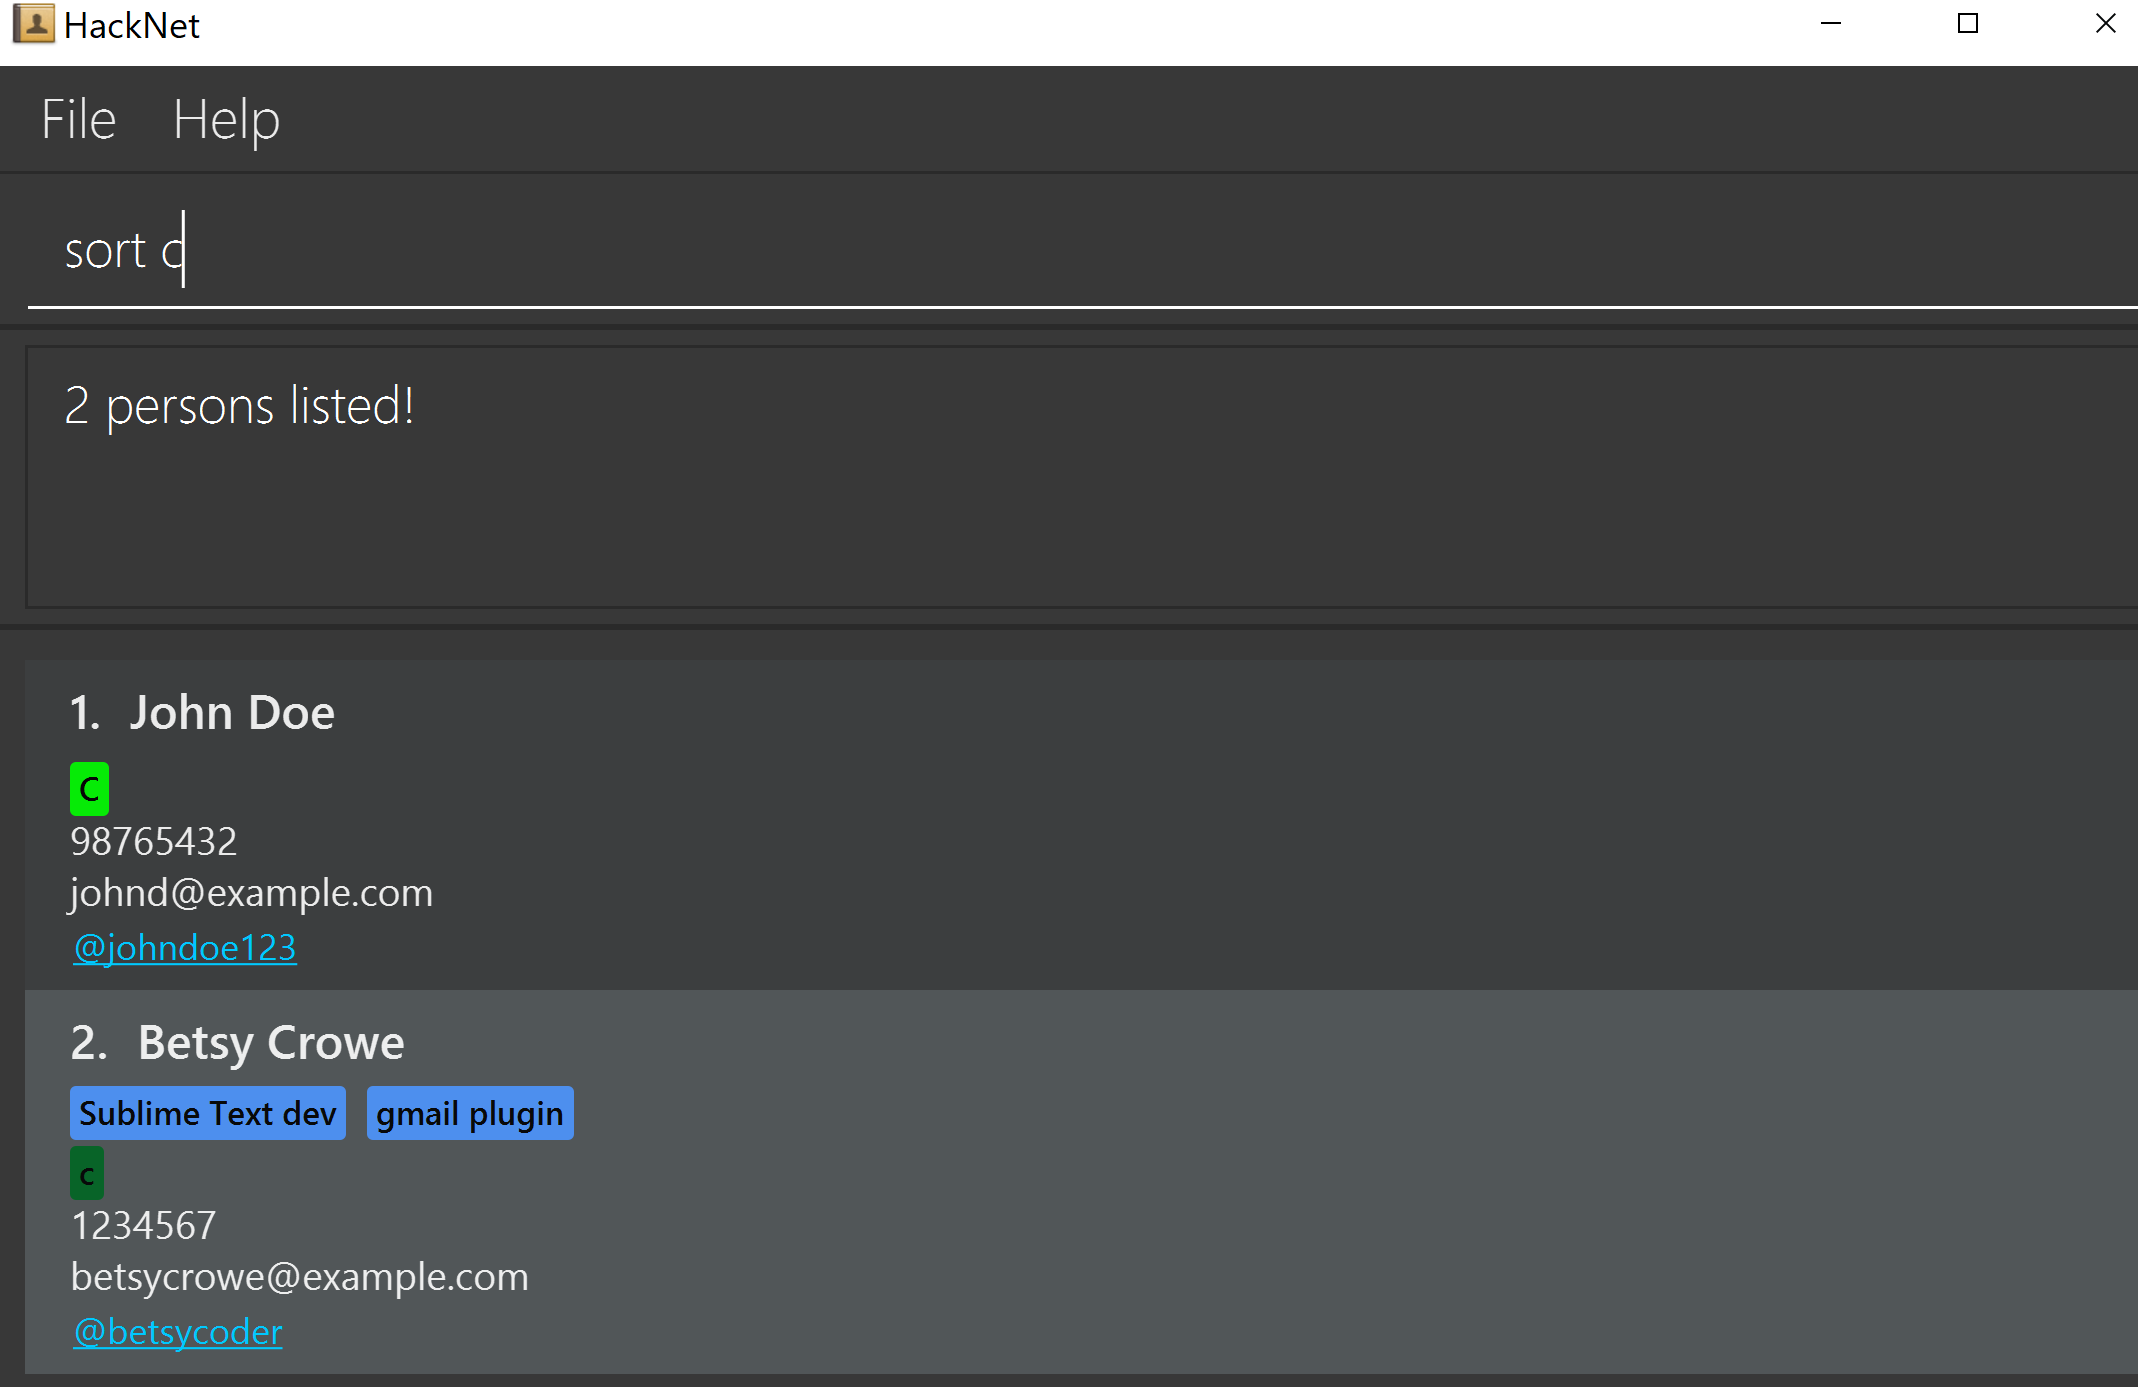 HackNet
File Help
sort c
2 persons listed!
1. John Doe
C
98765432
johnd@example.com
@johndoe123
2. Betsy Crowe
Sublime Text dev gmail plugin
c
1234567
betsycrowe@example.com
@betsycoder